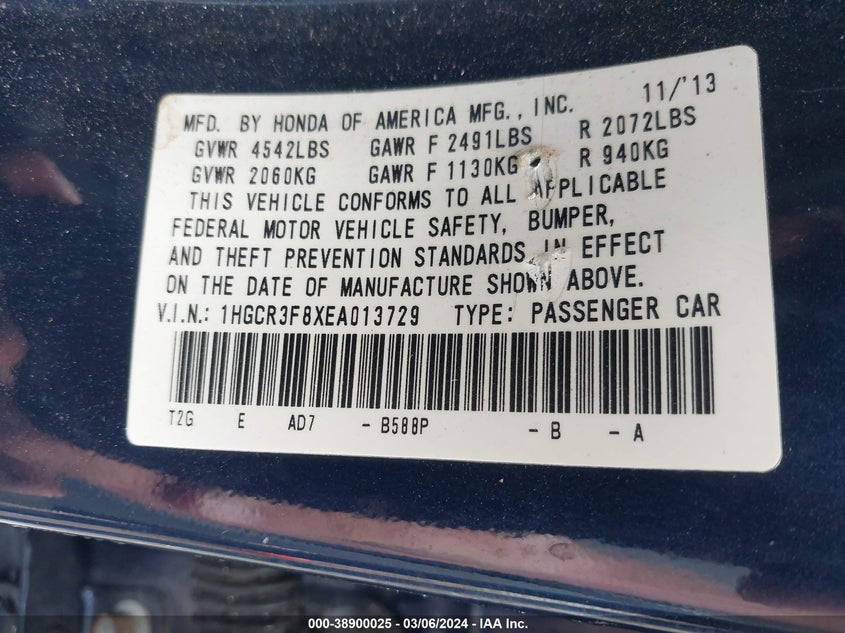 11/'13
MFD. BY HONDA OF AMERICA MFG., INC.
GVWR 4542LBS GAWR F 2491LBS R 2072LBS
GVWR 2060KG GAWR F 1130KG R 940KG
THIS VEHICLE CONFORMS TO ALL APPLICABLE
FEDERAL MOTOR VEHICLE SAFETY, BUMPER,
AND THEFT PREVENTION STANDARDS IN EFFECT
ON THE DATE OF MANUFACTURE SHOWN ABOVE.
V.I.N.: 1HGCR3F8XEA013729 TYPE: PASSENGER CAR
T2G E AD7 - B588P - B - A
000-38900025 - 03/06/2024 - IAA Inc.